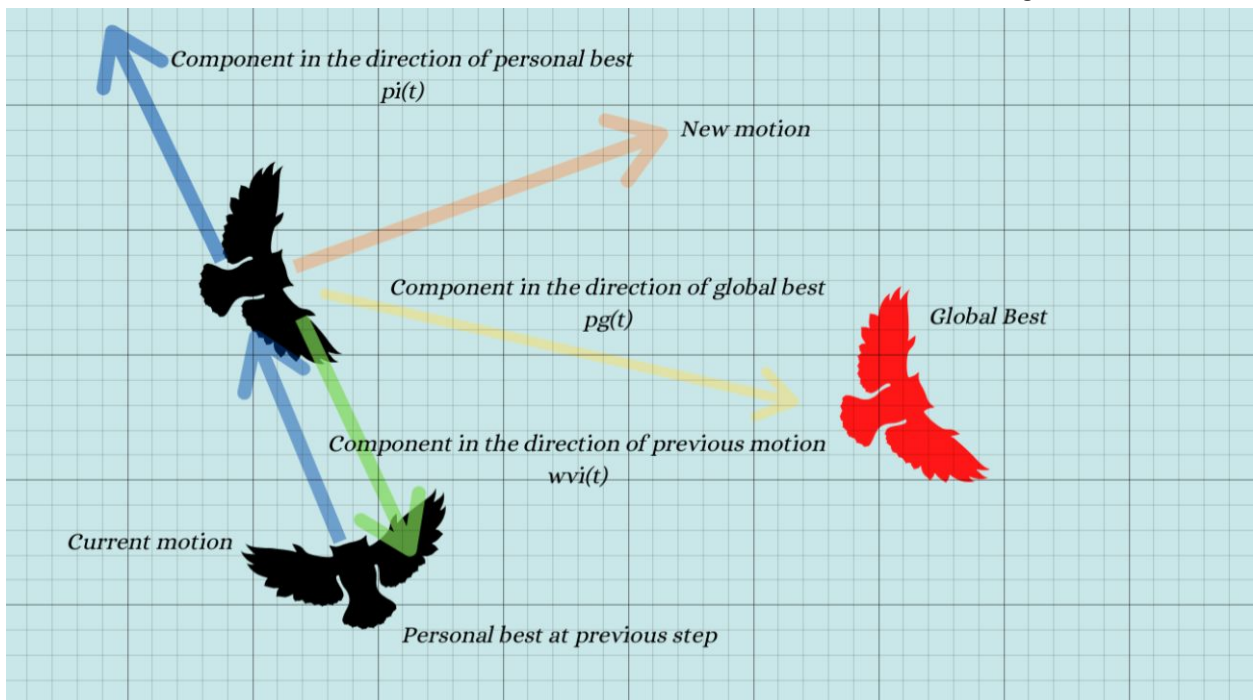 Component in the direction of personal best
pi(t)
New motion
Component in the direction of global best
pg(t)
Global Best
Component in the direction of previous motion
wvi(t)
Current motion
Personal best at previous step